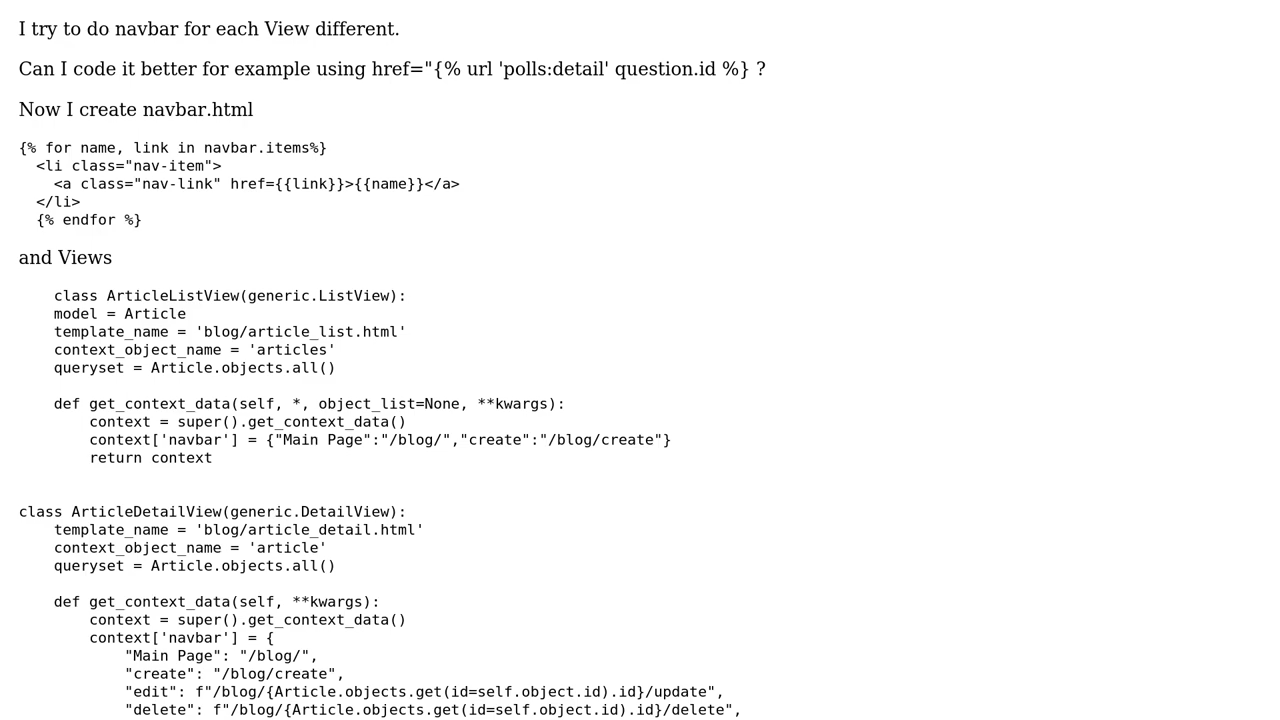 I try to do navbar for each View different.
Can I code it better for example using href="{% url 'polls:detail' question.id %} ?
Now I create navbar.html
{% for name, link in navbar.items%}
  <li class="nav-item">
    <a class="nav-link" href={{link}}>{{name}}</a>
  </li>
  {% endfor %}
and Views
    class ArticleListView(generic.ListView):
    model = Article
    template_name = 'blog/article_list.html'
    context_object_name = 'articles'
    queryset = Article.objects.all()
    def get_context_data(self, *, object_list=None, **kwargs):
        context = super().get_context_data()
        context['navbar'] = {"Main Page":"/blog/","create":"/blog/create"}
        return context
class ArticleDetailView(generic.DetailView):
    template_name = 'blog/article_detail.html'
    context_object_name = 'article'
    queryset = Article.objects.all()
    def get_context_data(self, **kwargs):
        context = super().get_context_data()
        context['navbar'] = {
            "Main Page": "/blog/",
            "create": "/blog/create",
            "edit": f"/blog/{Article.objects.get(id=self.object.id).id}/update",
            "delete": f"/blog/{Article.objects.get(id=self.object.id).id}/delete",